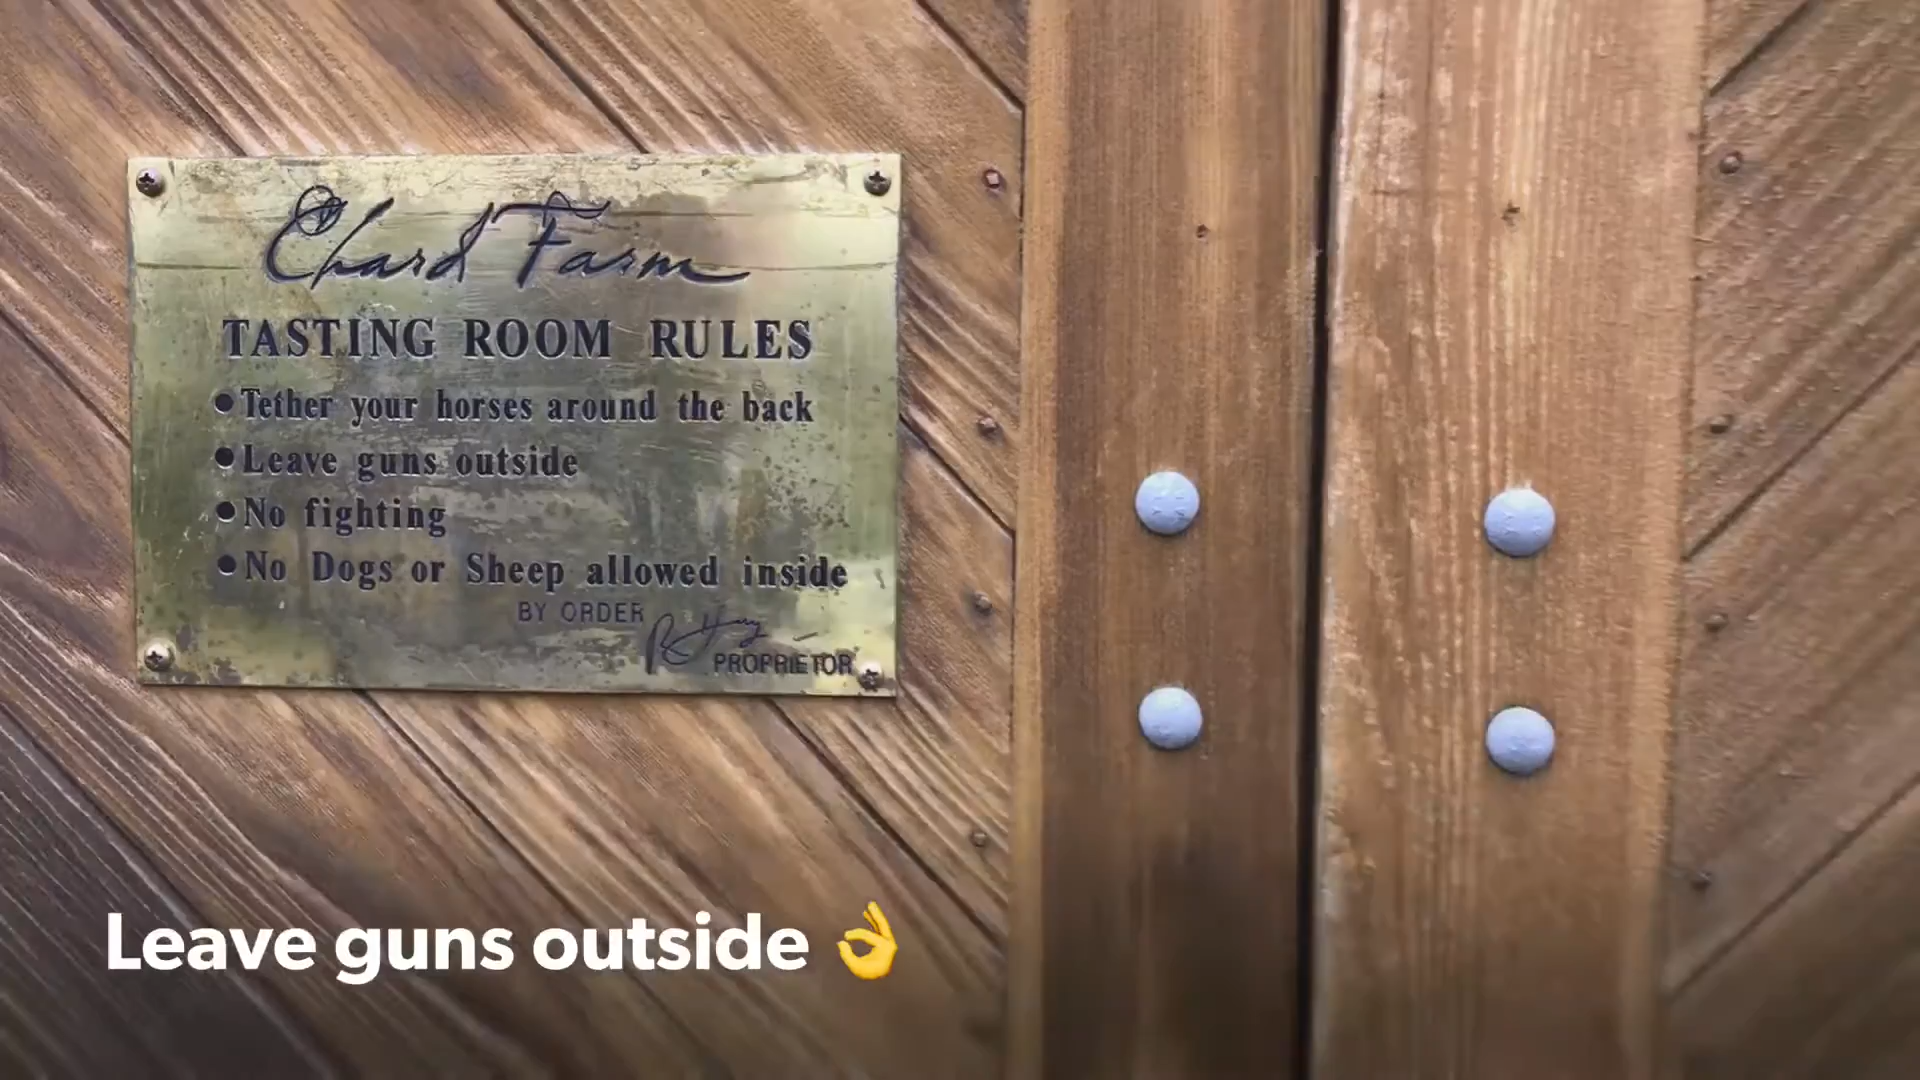 Chard Farm
TASTING ROOM RULES
•Tether your horses around the back
•Leave guns outside
•No fighting
•No Dogs or Sheep allowed inside
BY ORDER
PROPRIETOR
Leave guns outside 👌